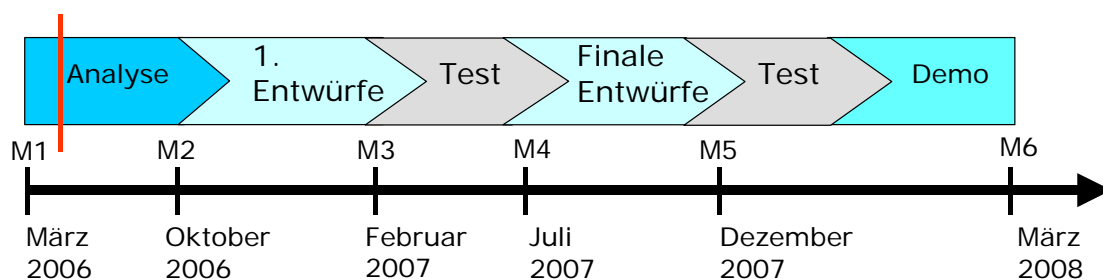 Analyse
1.
Entwürfe
Test
Finale
Entwürfe
Test
Demo
M1
M2
M3
M4
M5
M6
März
2006
Oktober
2006
Februar
2007
Juli
2007
Dezember
2007
März
2008